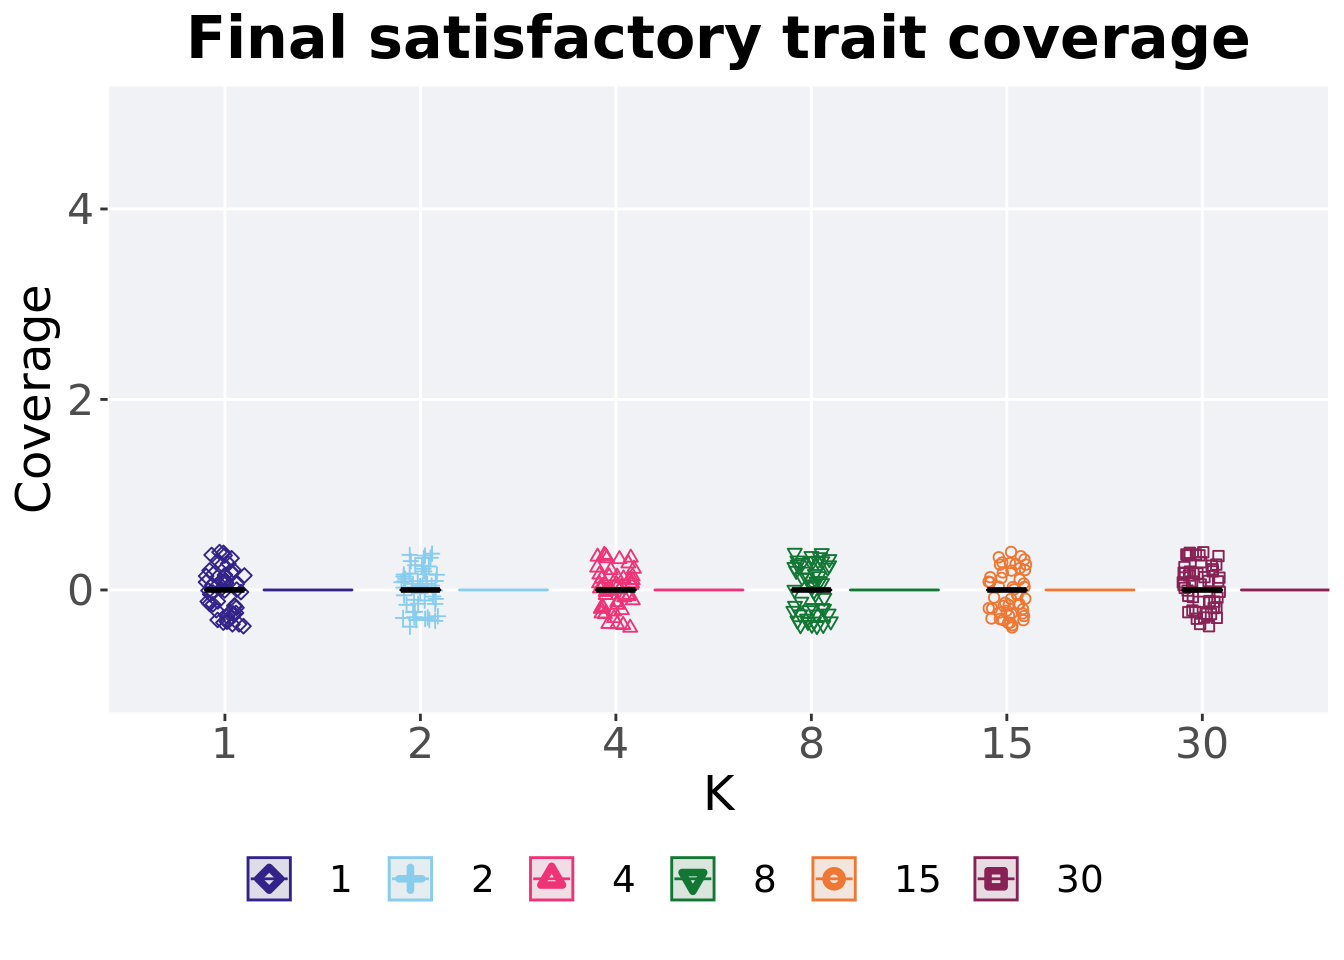 Final satisfactory trait coverage
Coverage
4
2
0
1 2 4 8 15 30
K
1 2 4 8 15 30